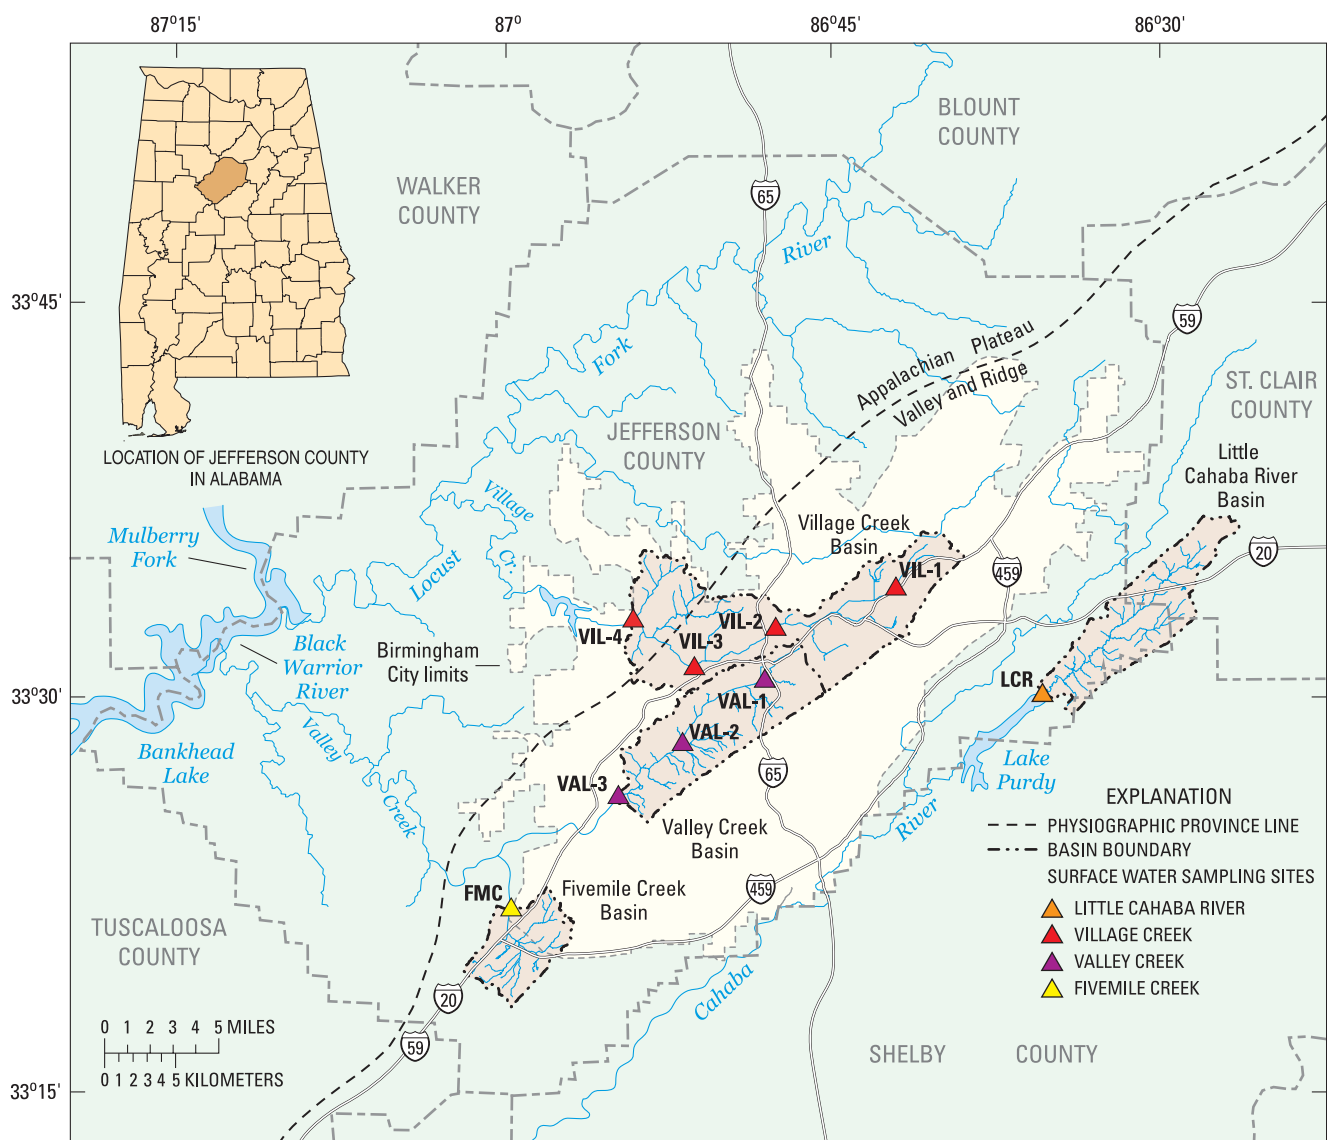 87°15'
87°
86°45'
86°30'
BLOUNT
COUNTY
WALKER
COUNTY
65
River
33°45'
59
Fork
Appalachian Plateau
Valley and Ridge
ST. CLAIR
COUNTY
JEFFERSON
COUNTY
LOCATION OF JEFFERSON COUNTY
IN ALABAMA
Little
Cahaba River
Basin
Village
Cr.
Village Creek
Basin
Mulberry
Fork
Locust
20
459
VIL-1
VIL-2
VIL-4
VIL-3
Black
Warrior
River
Birmingham
City limits
33°30'
LCR
VAL-1
VAL-2
Valley
Creek
Bankhead
Lake
65
Lake
Purdy
VAL-3
River
EXPLANATION
PHYSIOGRAPHIC PROVINCE LINE
BASIN BOUNDARY
SURFACE WATER SAMPLING SITES
LITTLE CAHABA RIVER
VILLAGE CREEK
VALLEY CREEK
FIVEMILE CREEK
Valley Creek
Basin
FMC
Fivemile Creek
Basin
459
TUSCALOOSA
COUNTY
Cahaba
20
59
0 1 2 3 4 5 MILES
0 1 2 3 4 5 KILOMETERS
SHELBY COUNTY
33°15'